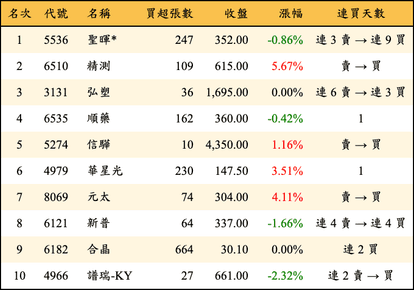 名次 代號 名稱 買超張數 收盤 漲幅 連買天數
1 5536 聖暉* 247 352.00 -0.86% 連 3 賣 → 連 9 買
2 6510 精測 109 615.00 5.67% 賣 → 買
3 3131 弘塑 36 1,695.00 0.00% 連 6 賣 → 連 3 買
4 6535 順藥 162 360.00 -0.42% 1
5 5274 信驊 10 4,350.00 1.16% 賣 → 買
6 4979 華星光 230 147.50 3.51% 1
7 8069 元太 74 304.00 4.11% 賣 → 買
8 6121 新普 64 337.00 -1.66% 連 4 賣 → 連 4 買
9 6182 合晶 664 30.10 0.00% 連 2 買
10 4966 譜瑞-KY 27 661.00 -2.32% 連 2 賣 → 買